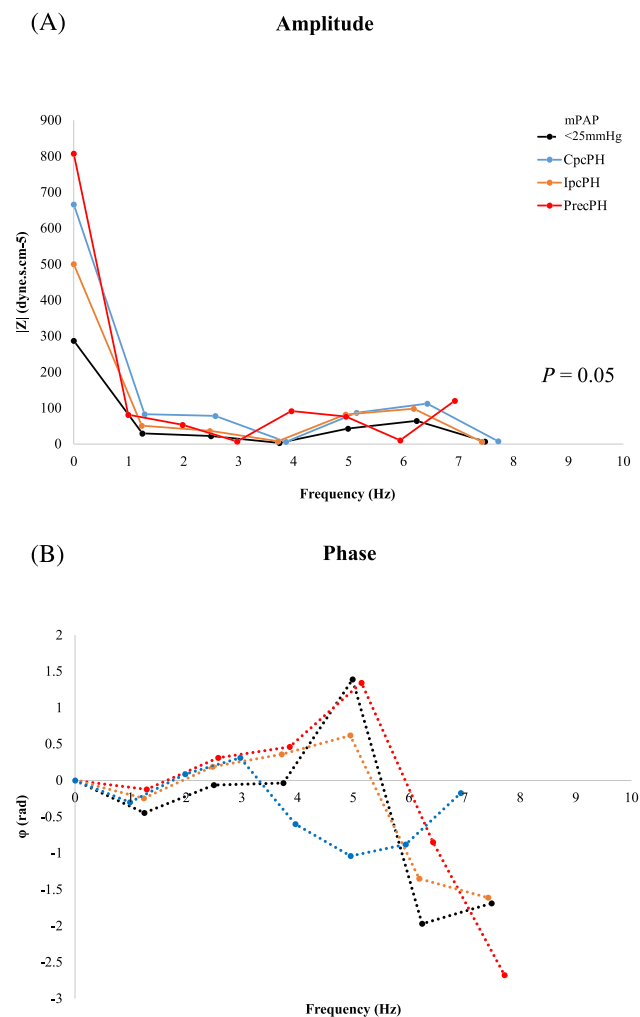 (A)
Amplitude
mPAP
<25mmHg
CpcPH
IpcPH
PrecPH
900
800
700
600
500
400
300
200
100
0
|Z| (dyne.s.cm-5)
P = 0.05
0 1 2 3 4 5 6 7 8 9 10
Frequency (Hz)
(B)
Phase
2
1.5
1
0.5
0
-0.5
-1
-1.5
-2
-2.5
-3
φ (rad)
0 1 2 3 4 5 6 7 8 9 10
Frequency (Hz)